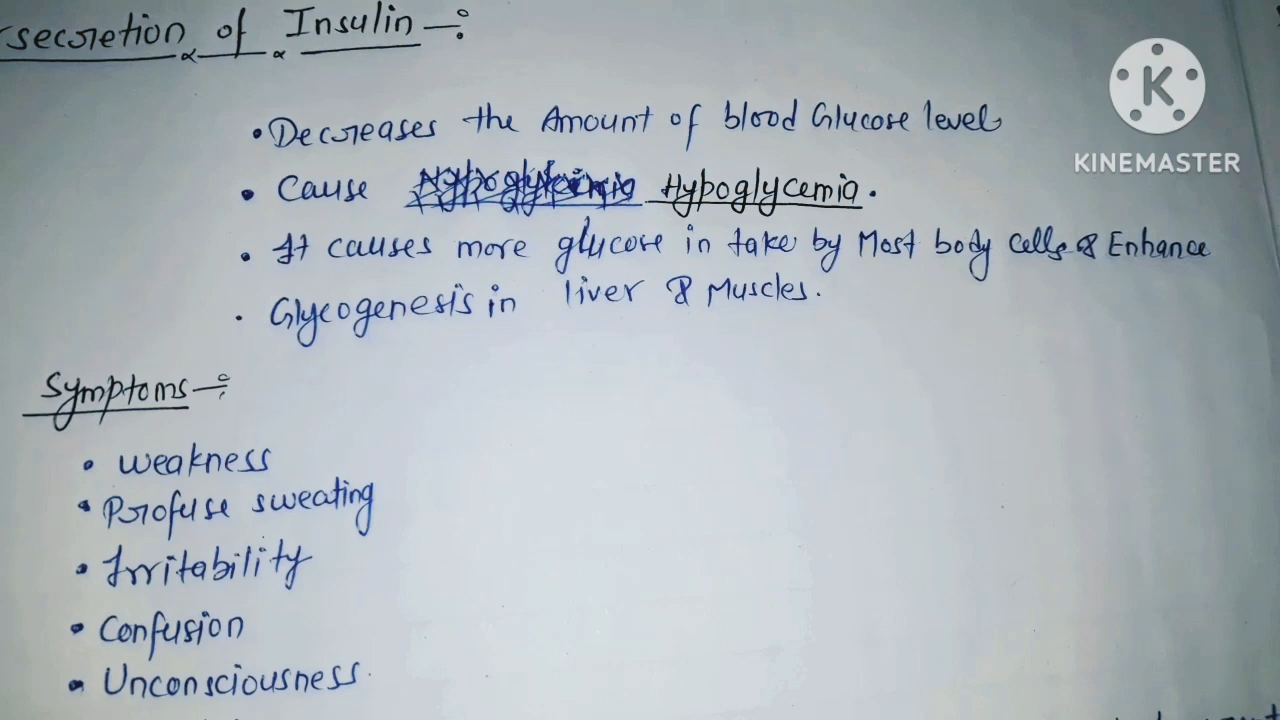 rsecretion of Insulin -:
K
KINEMASTER
• Decreases the Amount of blood Glucose level
• Cause Hypoglycemia.
• It causes more glucose in take by Most body cells & Enhance
• Glycogenesis in liver & Muscles.
Symptoms -:
• weakness
• Profuse sweating
• Irritability
• Confusion
• Unconsciousness.